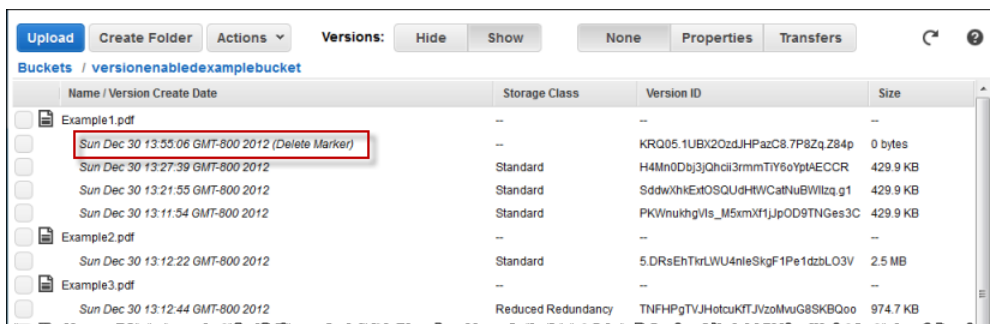 Upload Create Folder Actions Versions: Hide Show None Properties Transfers
Buckets / versionenabledexamplebucket
Name / Version Create Date Storage Class Version ID Size
Example1.pdf -- -- --
Sun Dec 30 13:55:06 GMT-800 2012 (Delete Marker) -- KRQ05.1UBX2OzdJHPazC8.7P8Zq.Z84p 0 bytes
Sun Dec 30 13:27:39 GMT-800 2012 Standard H4Mn0Dbj3jQhcii3rmmTiY6oYptAECCR 429.9 KB
Sun Dec 30 13:21:55 GMT-800 2012 Standard SddwXhkExtOSQUdHtWCatNuBWllzq.g1 429.9 KB
Sun Dec 30 13:11:54 GMT-800 2012 Standard PKWnukhgVls_M5xmXf1jJpOD9TNGes3C 429.9 KB
Example2.pdf -- -- --
Sun Dec 30 13:12:22 GMT-800 2012 Standard 5.DRsEhTkrLWU4nleSkgF1Pe1dzbLO3V 2.5 MB
Example3.pdf -- -- --
Sun Dec 30 13:12:44 GMT-800 2012 Reduced Redundancy TNFHPgTVJHotcuKfTJVzoMvuG8SKBQoo 974.7 KB